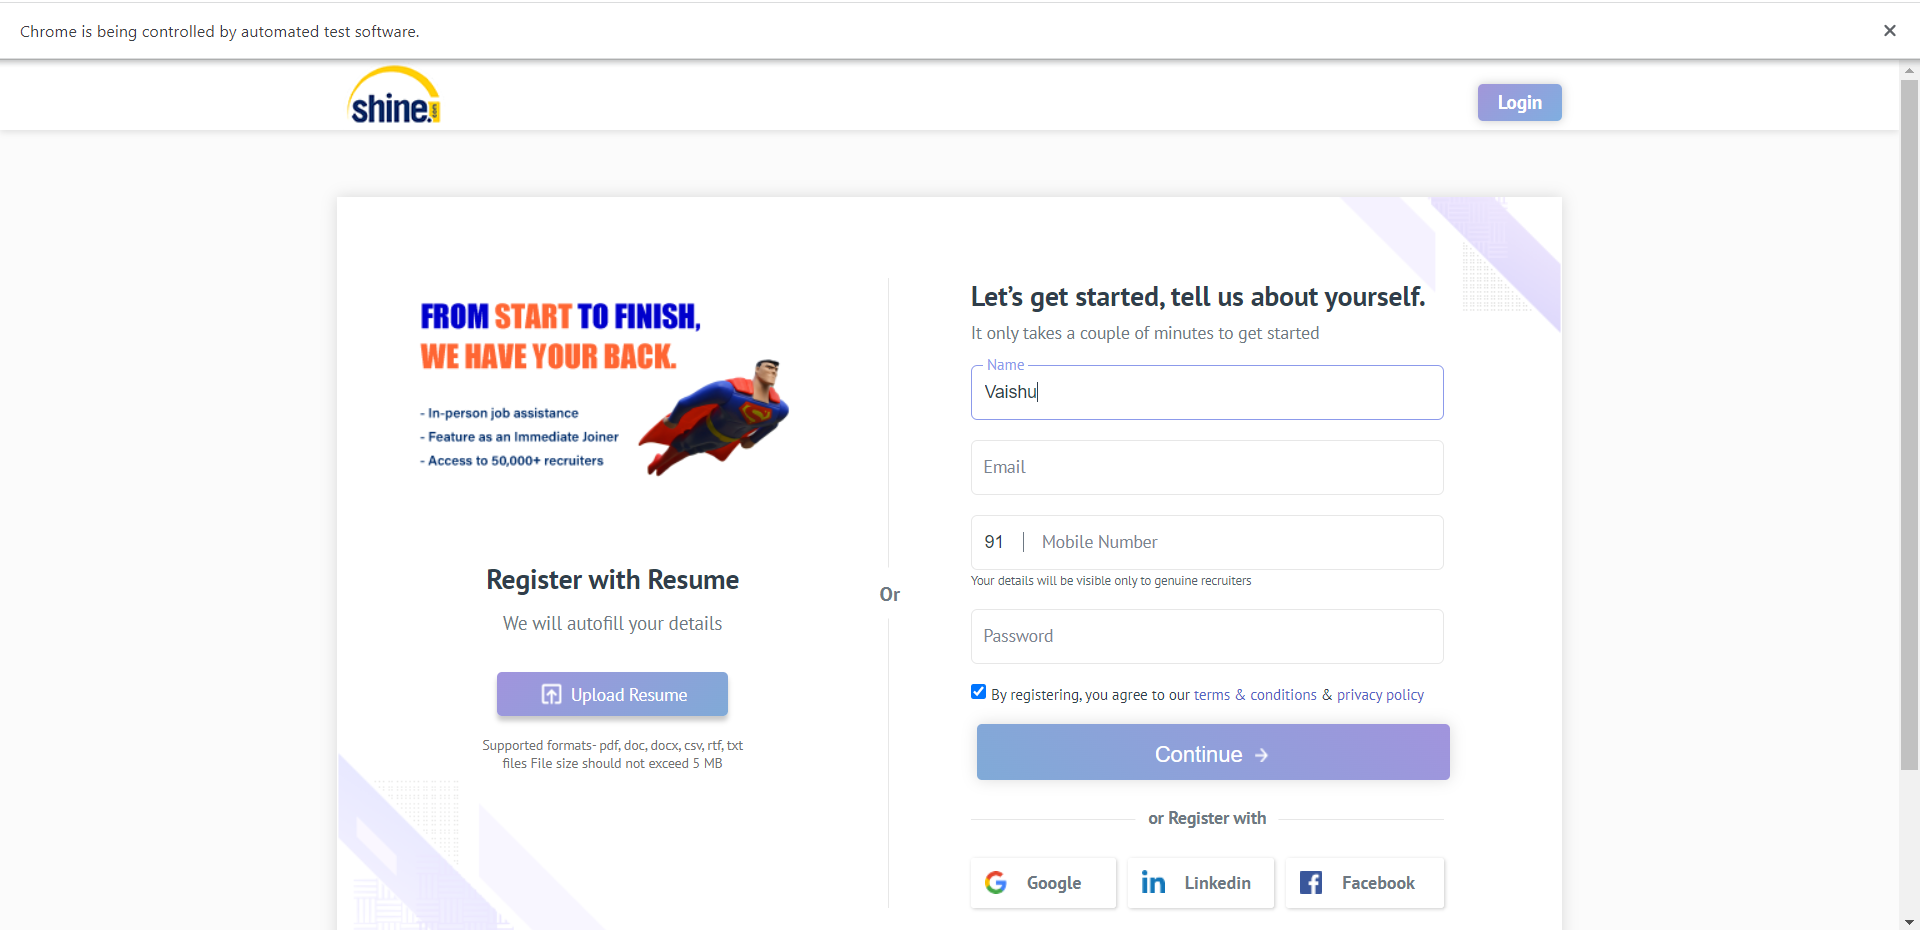 Chrome is being controlled by automated test software.
shine.com
Login
FROM START TO FINISH,
WE HAVE YOUR BACK.
- In-person job assistance
- Feature as an Immediate Joiner
- Access to 50,000+ recruiters
Register with Resume
We will autofill your details
Upload Resume
Supported formats- pdf, doc, docx, csv, rtf, txt
files File size should not exceed 5 MB
Or
Let’s get started, tell us about yourself.
It only takes a couple of minutes to get started
Name
Vaishu
Email
91
Mobile Number
Your details will be visible only to genuine recruiters
Password
By registering, you agree to our terms & conditions & privacy policy
Continue
or Register with
Google
Linkedin
Facebook